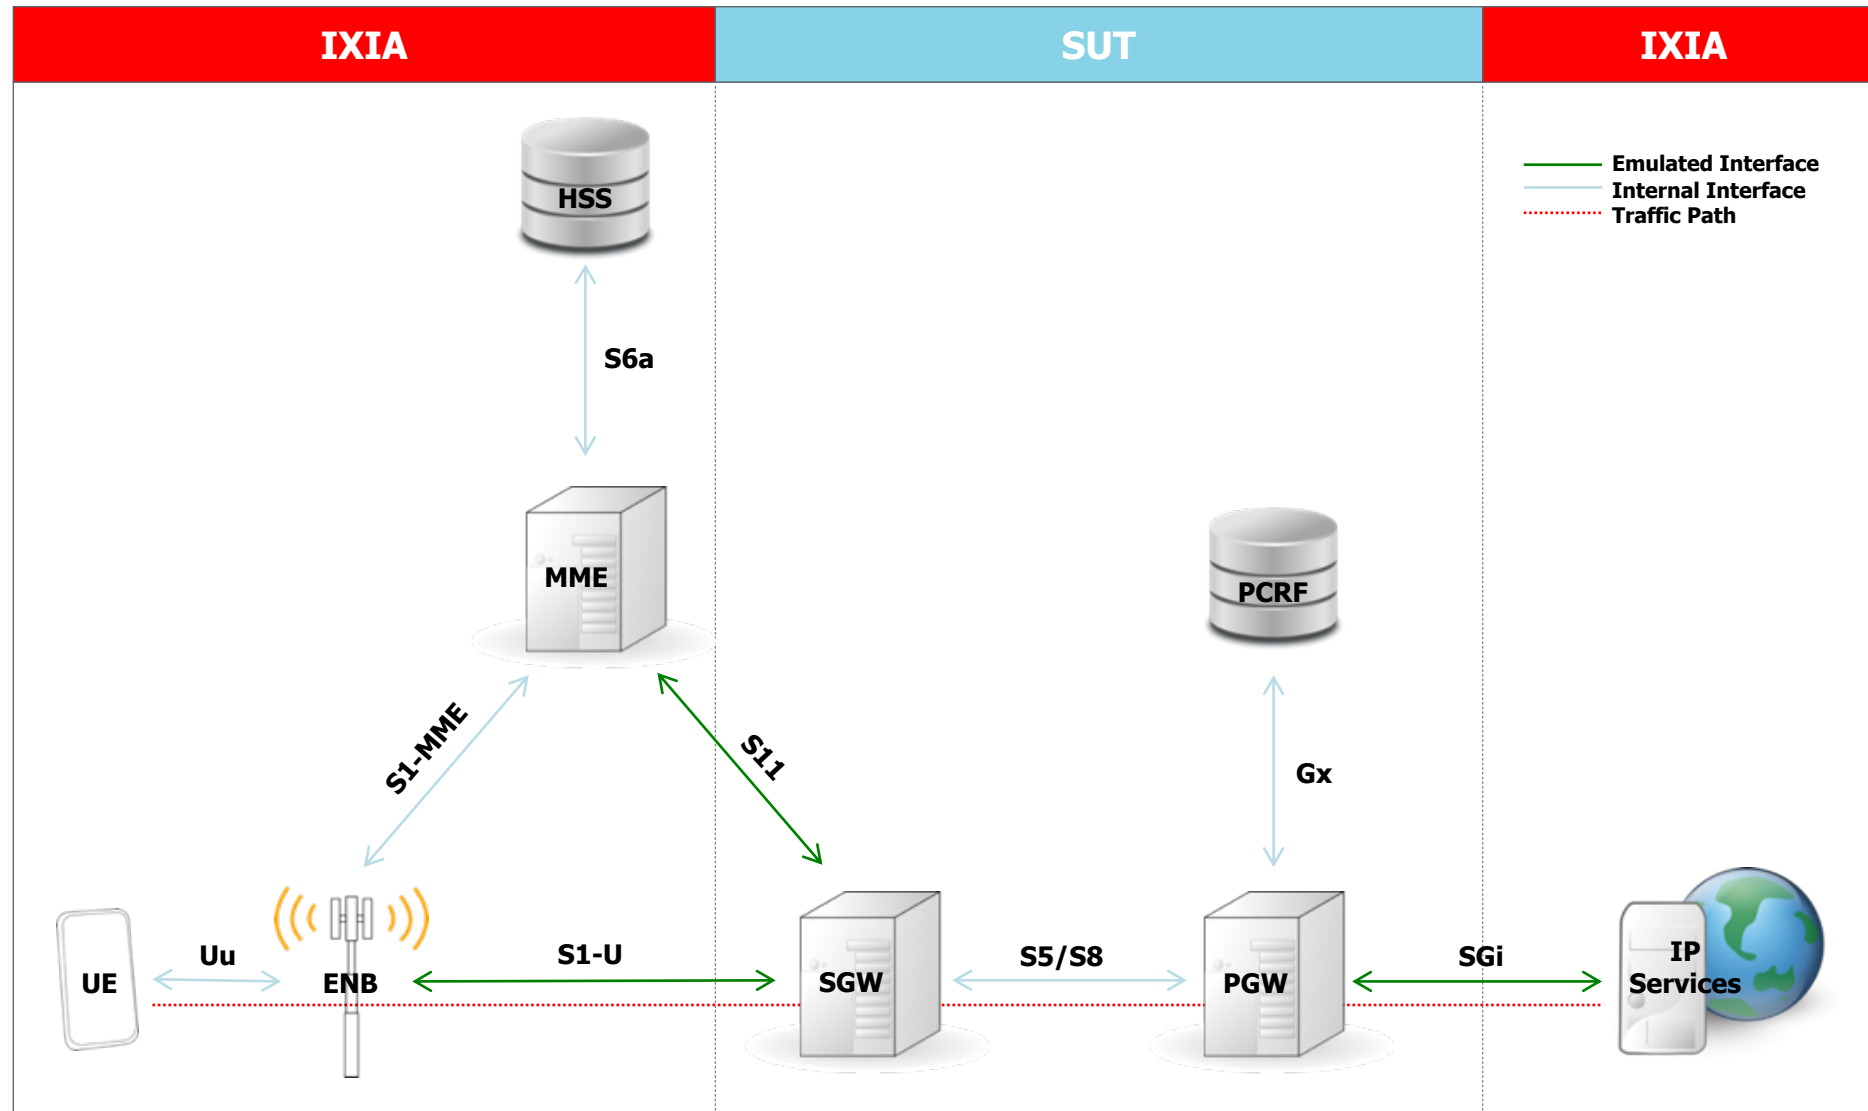 IXIA
SUT
IXIA
Emulated Interface
Internal Interface
Traffic Path
HSS
S6a
MME
PCRF
S1-MME
S11
Gx
UE
Uu
ENB
S1-U
SGW
S5/S8
PGW
SGi
IP
Services